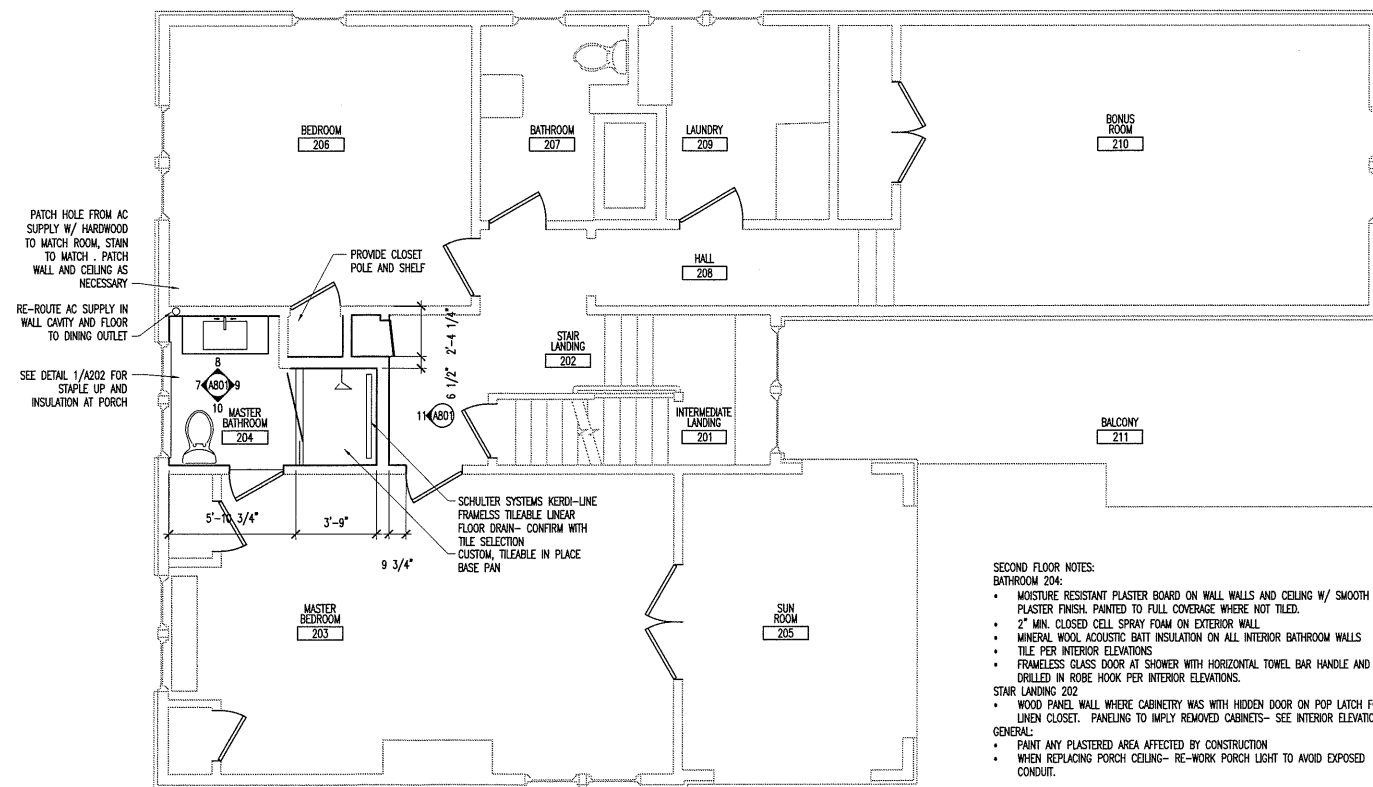 BEDROOM
206
BATHROOM
207
LAUNDRY
209
BONUS
ROOM
210
PATCH HOLE FROM AC
SUPPLY W/ HARDWOOD
TO MATCH ROOM, STAIN
TO MATCH . PATCH
WALL AND CEILING AS
NECESSARY
PROVIDE CLOSET
POLE AND SHELF
HALL
208
RE-ROUTE AC SUPPLY IN
WALL CAVITY AND FLOOR
TO DINING OUTLET
2'-4 1/4"
6 1/2"
STAIR
LANDING
202
SEE DETAIL 1/A202 FOR
STAPLE UP AND
INSULATION AT PORCH
8
7 A801 9
10
MASTER
BATHROOM
204
11 A801
INTERMEDIATE
LANDING
201
BALCONY
211
5'-10 3/4"
3'-9"
9 3/4"
SCHULTER SYSTEMS KERDI-LINE
FRAMELSS TILEABLE LINEAR
FLOOR DRAIN- CONFIRM WITH
TILE SELECTION
CUSTOM, TILEABLE IN PLACE
BASE PAN
MASTER
BEDROOM
203
SUN
ROOM
205
SECOND FLOOR NOTES:
BATHROOM 204:
• MOISTURE RESISTANT PLASTER BOARD ON WALL WALLS AND CEILING W/ SMOOTH
PLASTER FINISH. PAINTED TO FULL COVERAGE WHERE NOT TILED.
• 2" MIN. CLOSED CELL SPRAY FOAM ON EXTERIOR WALL
• MINERAL WOOL ACOUSTIC BATT INSULATION ON ALL INTERIOR BATHROOM WALLS
• TILE PER INTERIOR ELEVATIONS
• FRAMELESS GLASS DOOR AT SHOWER WITH HORIZONTAL TOWEL BAR HANDLE AND
DRILLED IN ROBE HOOK PER INTERIOR ELEVATIONS.
STAIR LANDING 202
• WOOD PANEL WALL WHERE CABINETRY WAS WITH HIDDEN DOOR ON POP LATCH F
LINEN CLOSET. PANELING TO IMPLY REMOVED CABINETS- SEE INTERIOR ELEVATIO
GENERAL:
• PAINT ANY PLASTERED AREA AFFECTED BY CONSTRUCTION
• WHEN REPLACING PORCH CEILING- RE-WORK PORCH LIGHT TO AVOID EXPOSED
CONDUIT.